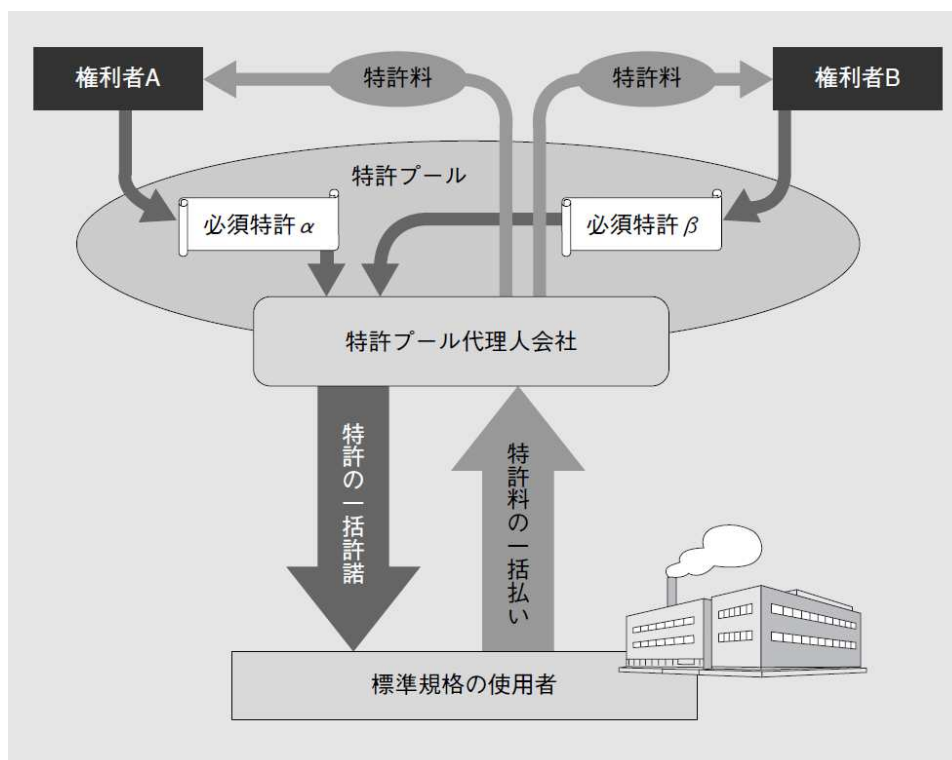 権利者A
特許料
特許料
権利者B
特許プール
必須特許α
必須特許β
特許プール代理人会社
特許の一括許諾
特許料の一括払い
標準規格の使用者